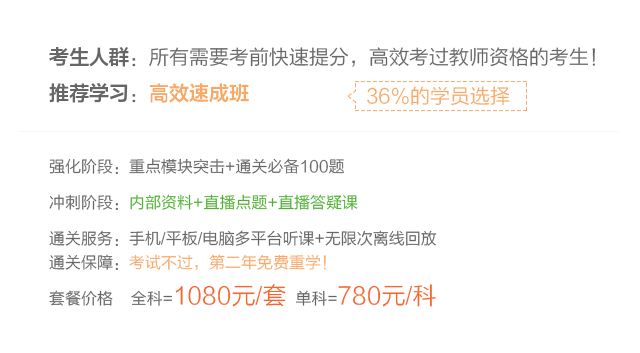 考生人群：所有需要考前快速提分，高效考过教师资格的考生！
推荐学习：高效速成班 36%的学员选择
强化阶段：重点模块突击+通关必备100题
冲刺阶段：内部资料+直播点题+直播答疑课
通关服务：手机/平板/电脑多平台听课+无限次离线回放
通关保障：考试不过，第二年免费重学！
套餐价格 全科=1080元/套 单科=780元/科